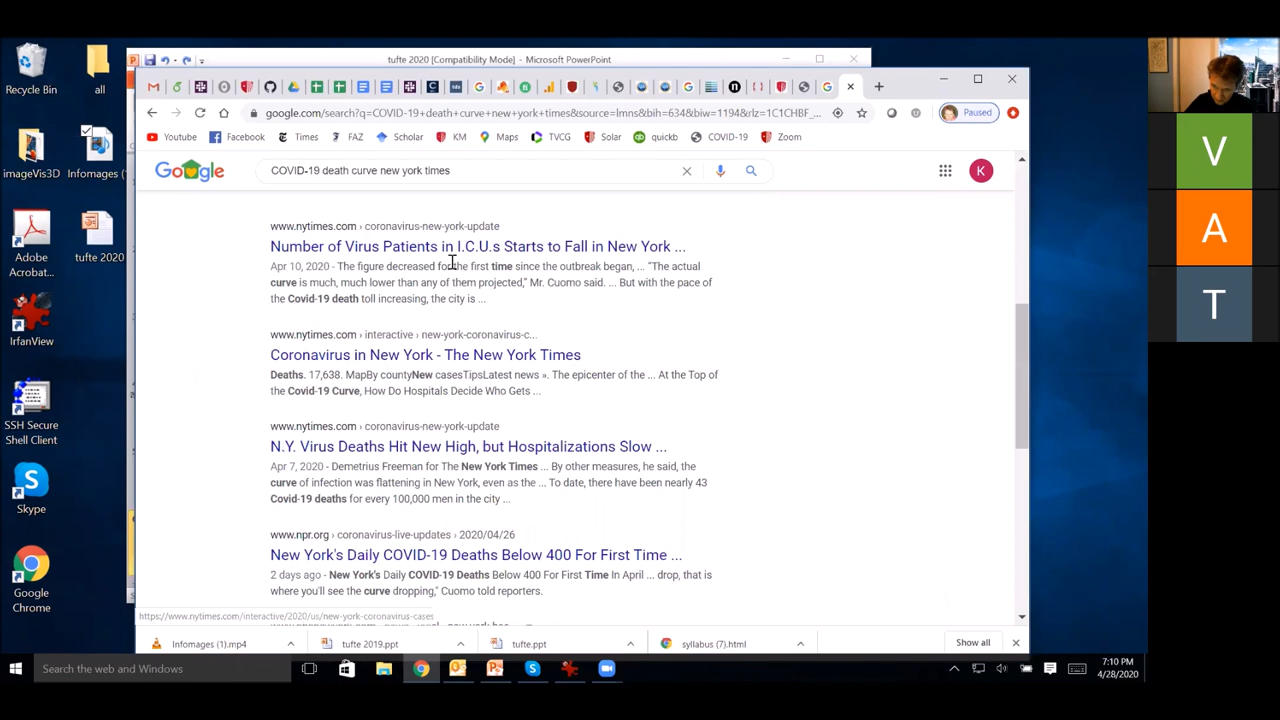 tufte 2020 [Compatibility Mode] - Microsoft PowerPoint
google.com/search?q=COVID-19+death+curve+new+york+times&source=lmns&bih=634&biw=1194&rlz=1C1CHBF_...
Paused
Youtube Facebook Times FAZ Scholar KM Maps TVCG Solar quickb COVID-19 Zoom
Google
COVID-19 death curve new york times
K
www.nytimes.com › coronavirus-new-york-update
Number of Virus Patients in I.C.U.s Starts to Fall in New York ...
Apr 10, 2020 - The figure decreased for the first time since the outbreak began, ... “The actual
curve is much, much lower than any of them projected,” Mr. Cuomo said. ... But with the pace of
the Covid-19 death toll increasing, the city is ...
www.nytimes.com › interactive › new-york-coronavirus-c...
Coronavirus in New York - The New York Times
Deaths. 17,638. MapBy countyNew casesTipsLatest news ». The epicenter of the ... At the Top of
the Covid-19 Curve, How Do Hospitals Decide Who Gets ...
www.nytimes.com › coronavirus-new-york-update
N.Y. Virus Deaths Hit New High, but Hospitalizations Slow ...
Apr 7, 2020 - Demetrius Freeman for The New York Times ... By other measures, he said, the
curve of infection was flattening in New York, even as the ... To date, there have been nearly 43
Covid-19 deaths for every 100,000 men in the city ...
www.npr.org › coronavirus-live-updates › 2020/04/26
New York's Daily COVID-19 Deaths Below 400 For First Time ...
2 days ago - New York's Daily COVID-19 Deaths Below 400 For First Time In April ... drop, that is
where you'll see the curve dropping," Cuomo told reporters.
https://www.nytimes.com/interactive/2020/us/new-york-coronavirus-cases
Infomages (1).mp4 tufte 2019.ppt tufte.ppt syllabus (7).html Show all
Recycle Bin
all
imageVis3D
Infomages (1)
Adobe
Acrobat...
tufte 2020
IrfanView
SSH Secure
Shell Client
Skype
Google
Chrome
Search the web and Windows
7:10 PM
4/28/2020
V
A
T